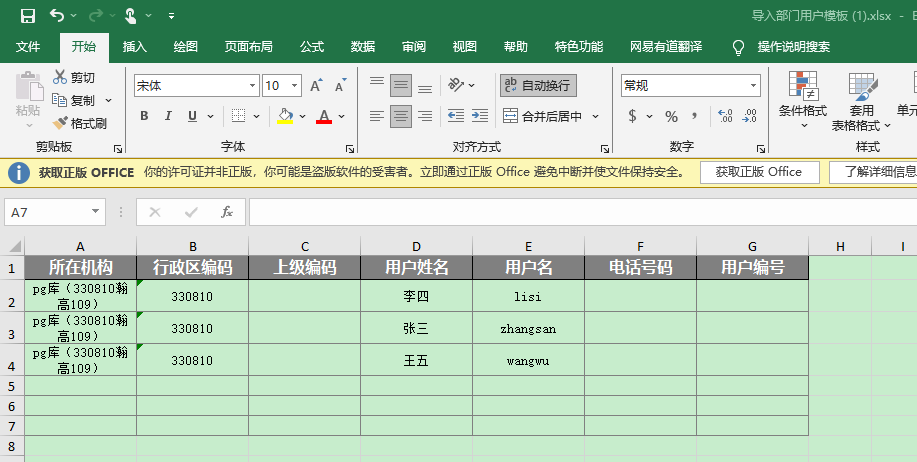 导入部门用户模板 (1).xlsx - E
文件 开始 插入 绘图 页面布局 公式 数据 审阅 视图 帮助 特色功能 网易有道翻译 操作说明搜索
粘贴 剪切 复制 格式刷
剪贴板
宋体 10 A A
B I U A
字体
ab 自动换行
合并后居中
对齐方式
常规
$ % , .00
数字
条件格式 套用
表格格式 单元
样式
获取正版 OFFICE 你的许可证并非正版，你可能是盗版软件的受害者。立即通过正版 Office 避免中断并使文件保持安全。 获取正版 Office 了解详细信息
A7 fx
A B C D E F G H I
1 所在机构 行政区编码 上级编码 用户姓名 用户名 电话号码 用户编号
2 pg库（330810瀚高109） 330810 李四 lisi
3 pg库（330810瀚高109） 330810 张三 zhangsan
4 pg库（330810瀚高109） 330810 王五 wangwu
5
6
7
8